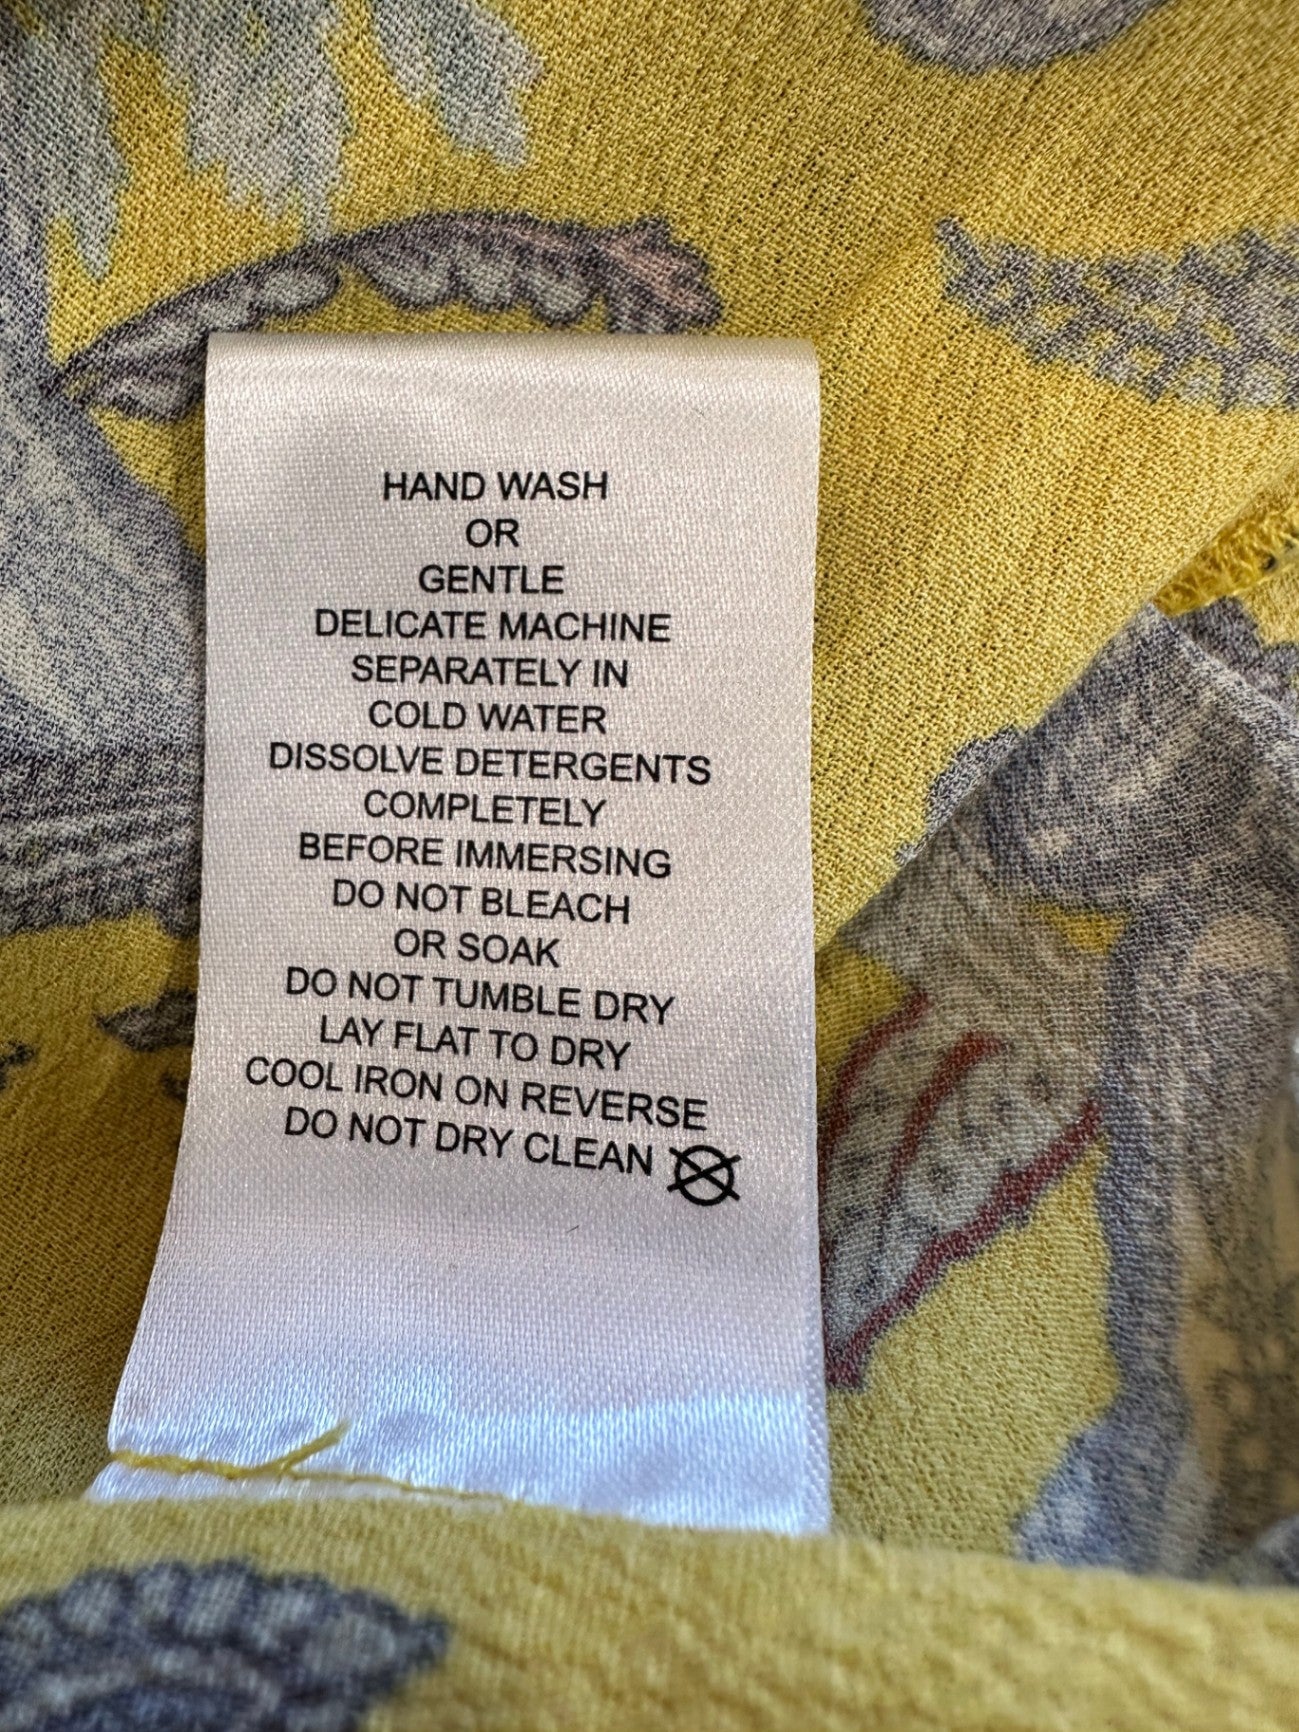 HAND WASH
OR
GENTLE
DELICATE MACHINE
SEPARATELY IN
COLD WATER
DISSOLVE DETERGENTS
COMPLETELY
BEFORE IMMERSING
DO NOT BLEACH
OR SOAK
DO NOT TUMBLE DRY
LAY FLAT TO DRY
COOL IRON ON REVERSE
DO NOT DRY CLEAN